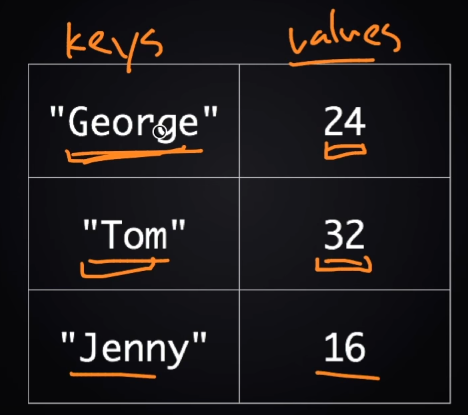 keys values
"George" 24
"Tom" 32
"Jenny" 16